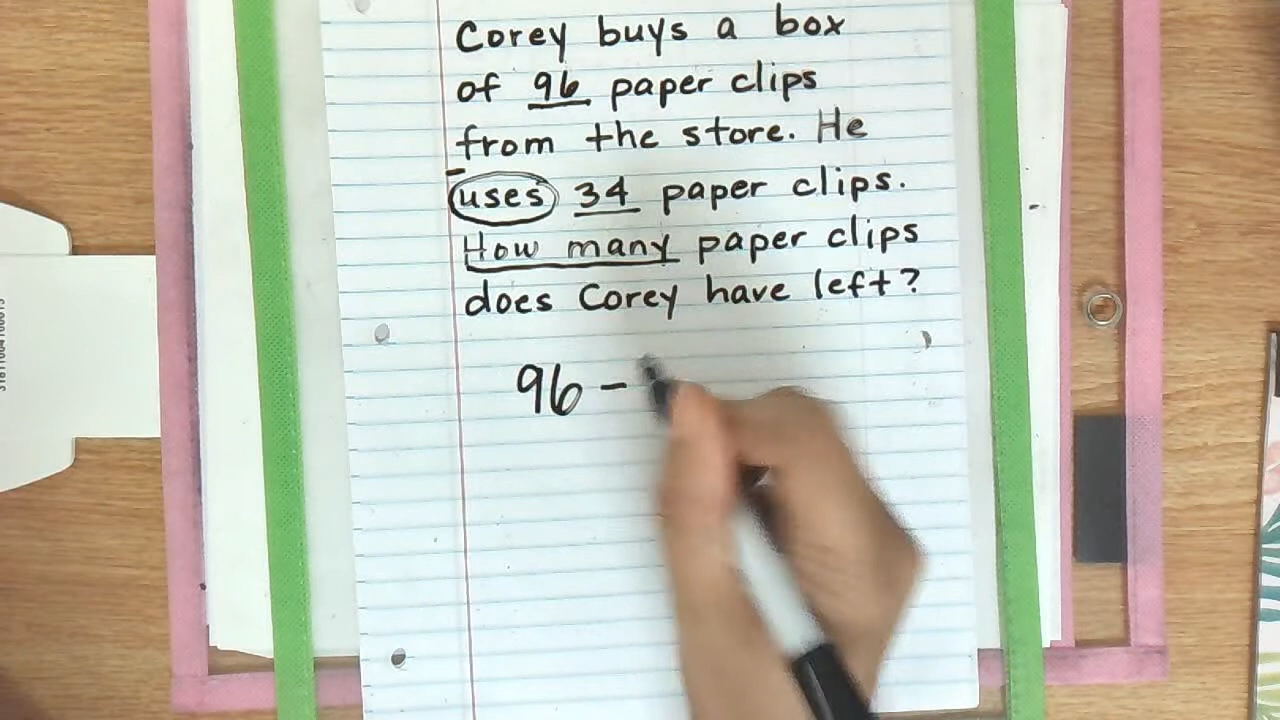 Corey buys a box
of 96 paper clips
from the store. He
uses 34 paper clips.
How many paper clips
does Corey have left?
96 -